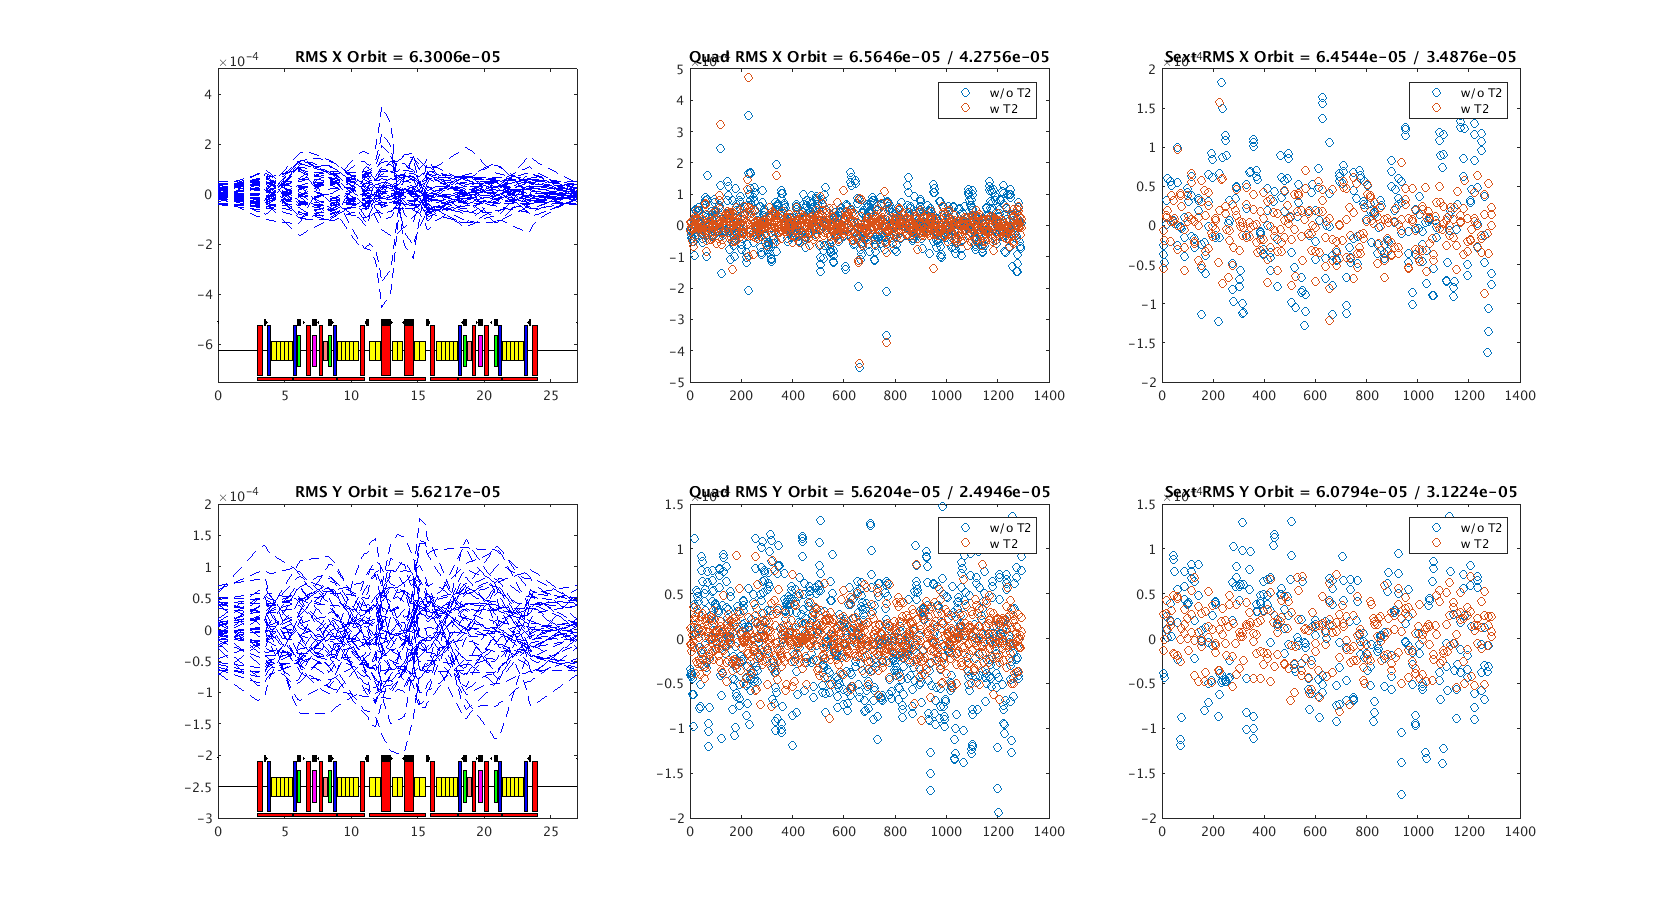 RMS X Orbit = 6.3006e-05
×10⁻⁴
4
2
0
-2
-4
-6
0 5 10 15 20 25
Quad RMS X Orbit = 6.5646e-05 / 4.2756e-05
w/o T2
w T2
5
4
3
2
1
0
-1
-2
-3
-4
-5
0 200 400 600 800 1000 1200 1400
Sext RMS X Orbit = 6.4544e-05 / 3.4876e-05
w/o T2
w T2
2
1.5
1
0.5
0
-0.5
-1
-1.5
-2
0 200 400 600 800 1000 1200 1400
RMS Y Orbit = 5.6217e-05
×10⁻⁴
2
1.5
1
0.5
0
-0.5
-1
-1.5
-2
-2.5
-3
0 5 10 15 20 25
Quad RMS Y Orbit = 5.6204e-05 / 2.4946e-05
w/o T2
w T2
1.5
1
0.5
0
-0.5
-1
-1.5
-2
0 200 400 600 800 1000 1200 1400
Sext RMS Y Orbit = 6.0794e-05 / 3.1224e-05
w/o T2
w T2
1.5
1
0.5
0
-0.5
-1
-1.5
-2
0 200 400 600 800 1000 1200 1400